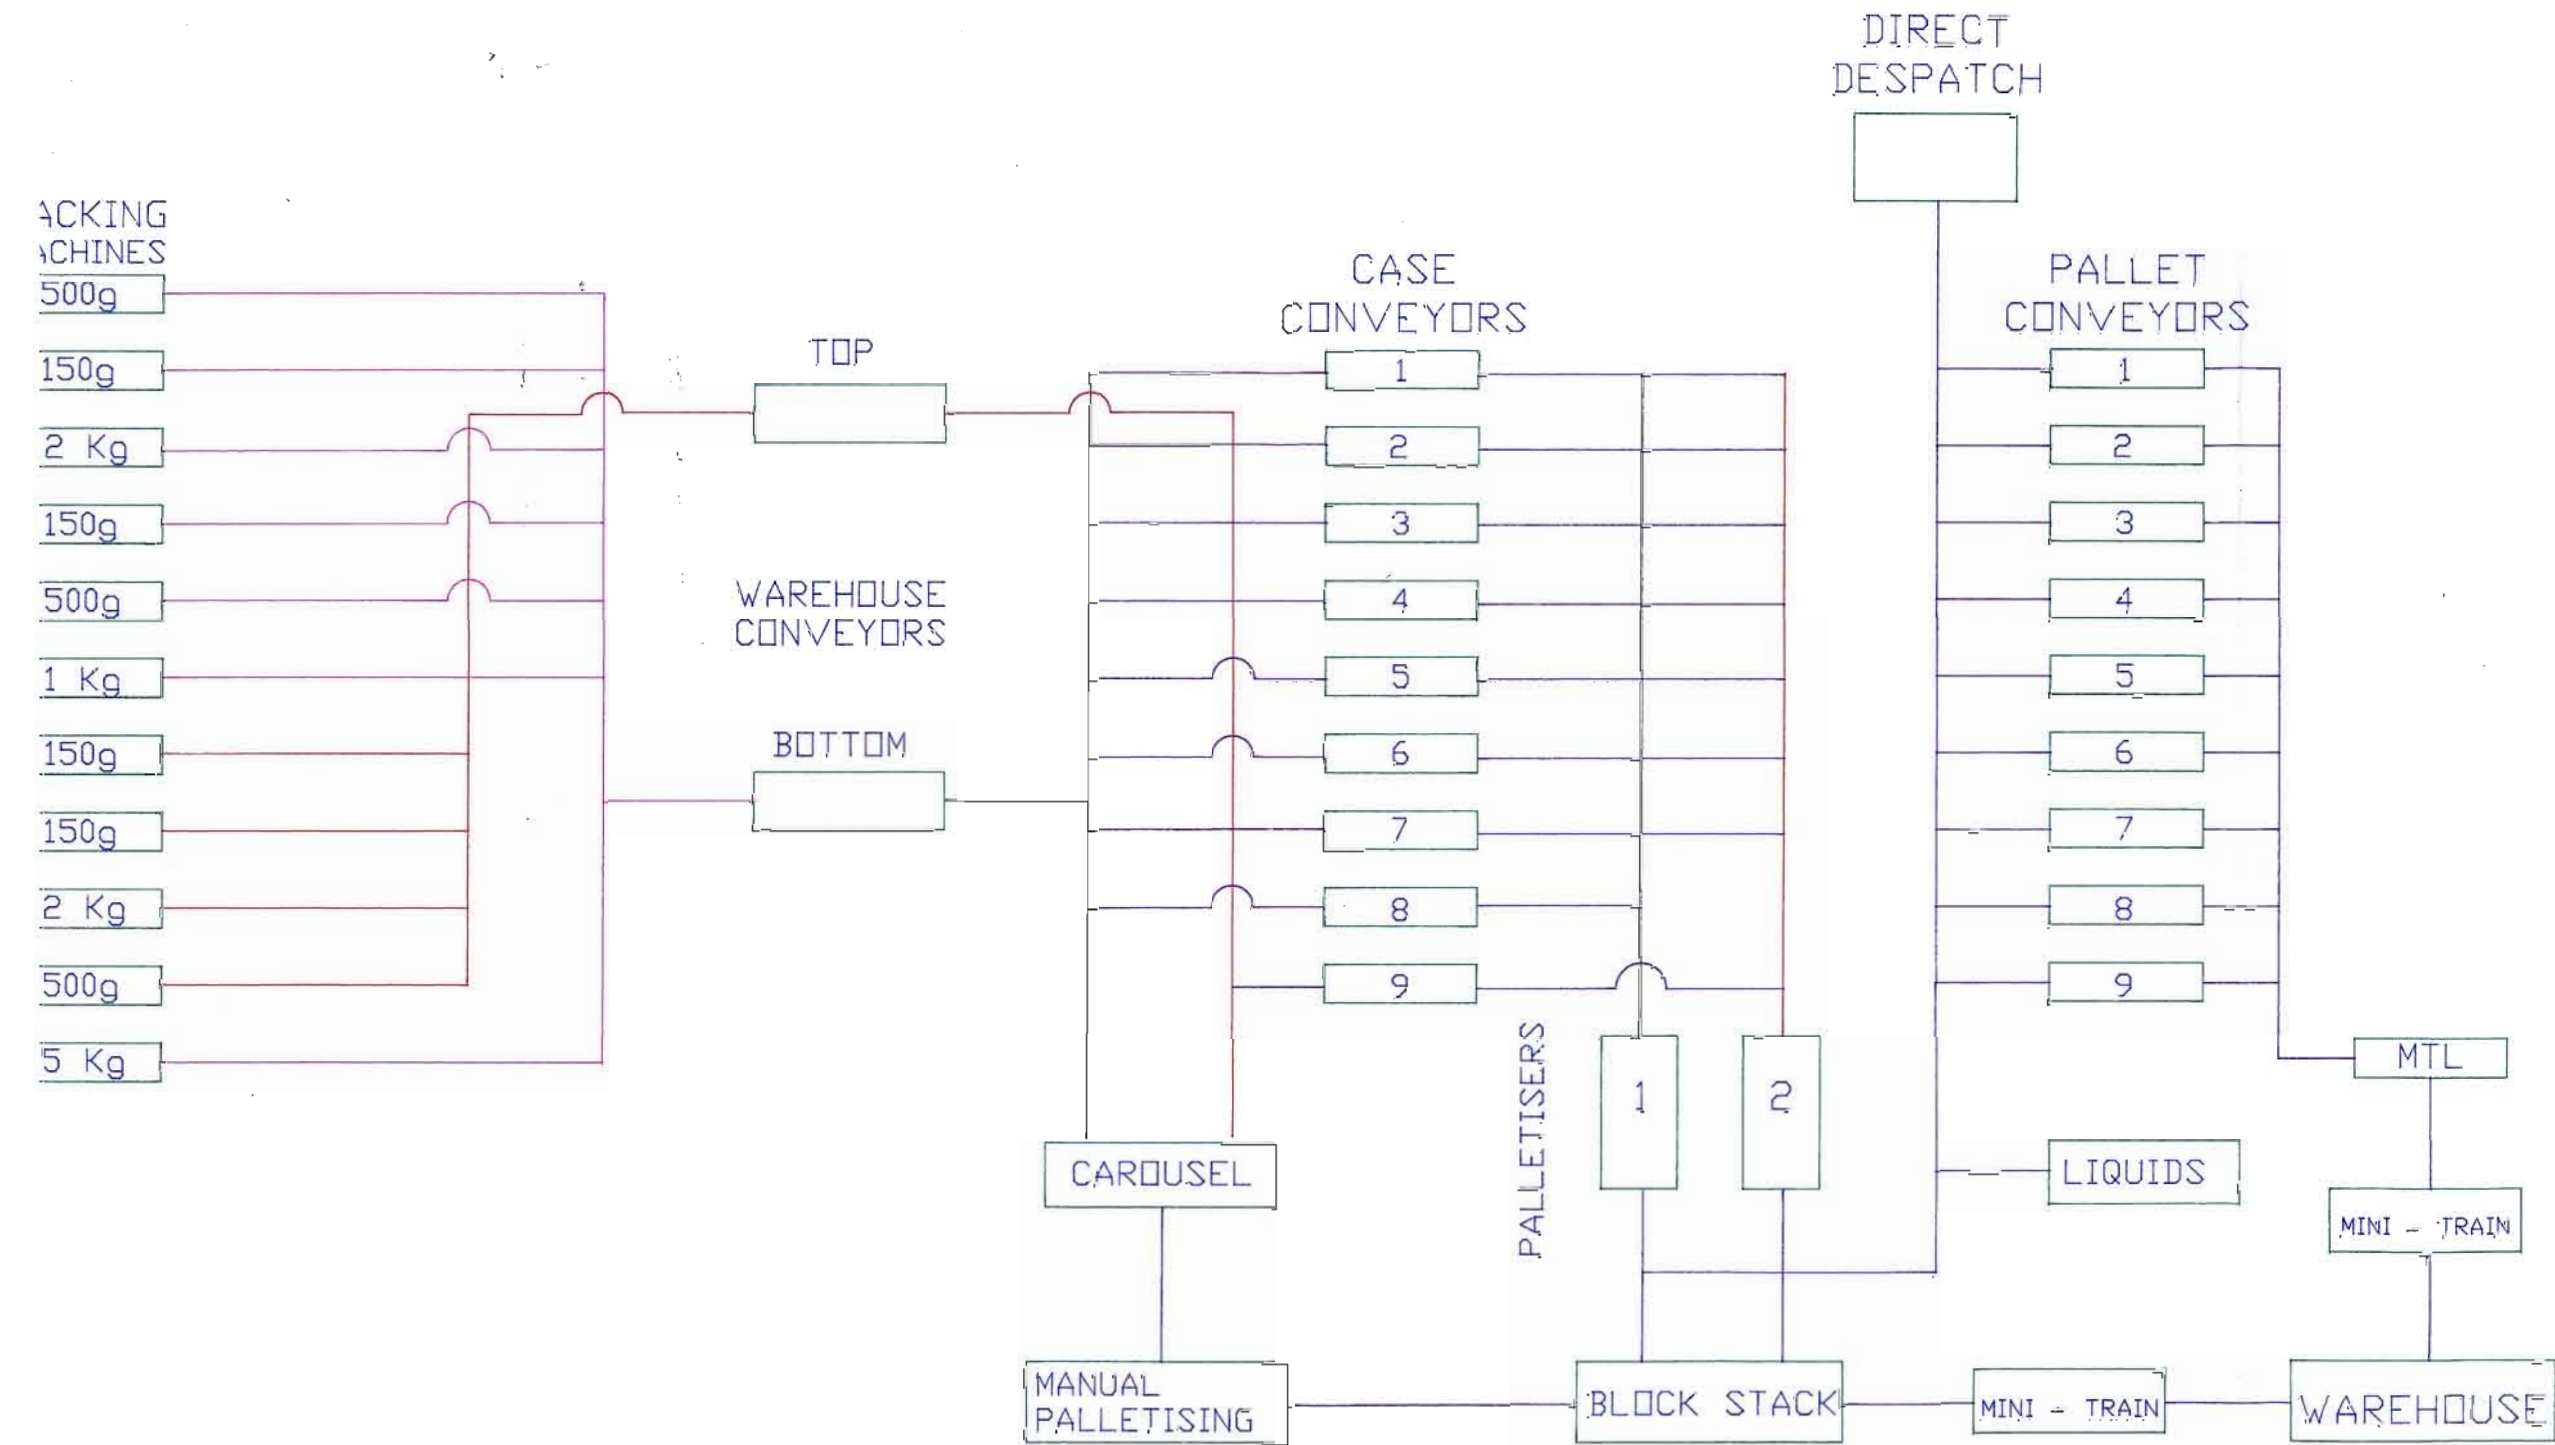 DIRECT
DESPATCH
ACKING
ACHINES
500g
150g
2 Kg
150g
500g
1 Kg
150g
150g
2 Kg
500g
5 Kg
TOP
WAREHOUSE
CONVEYORS
BOTTOM
CASE
CONVEYORS
1
2
3
4
5
6
7
8
9
PALLET
CONVEYORS
1
2
3
4
5
6
7
8
9
PALLETISERS
1
2
MTL
CAROUSEL
LIQUIDS
MINI - TRAIN
MANUAL
PALLETISING
BLOCK STACK
MINI - TRAIN
WAREHOUSE